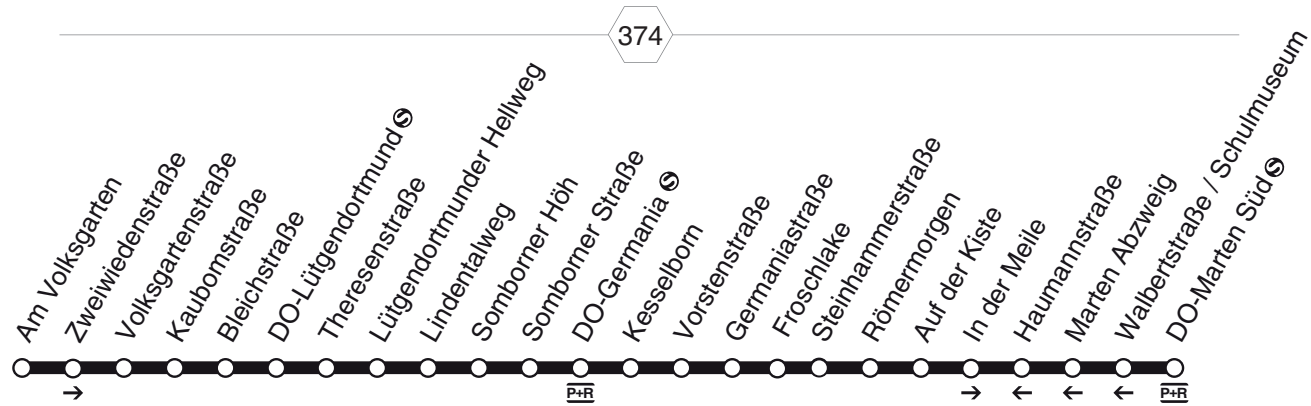 374
Am Volksgarten
Zweiwiedenstraße
Volksgartenstraße
Kaubomstraße
Bleichstraße
DO-Lütgendortmund S
Theresenstraße
Lütgendortmunder Hellweg
Lindentalweg
Somborner Höh
Somborner Straße
DO-Germania S
Kesselborn
Vorstenstraße
Germaniastraße
Froschlake
Steinhammerstraße
Römermorgen
Auf der Kiste
In der Meile
Haumannstraße
Marten Abzweig
Walbertstraße / Schulmuseum
DO-Marten Süd S
→ P+R → ← ← ← P+R